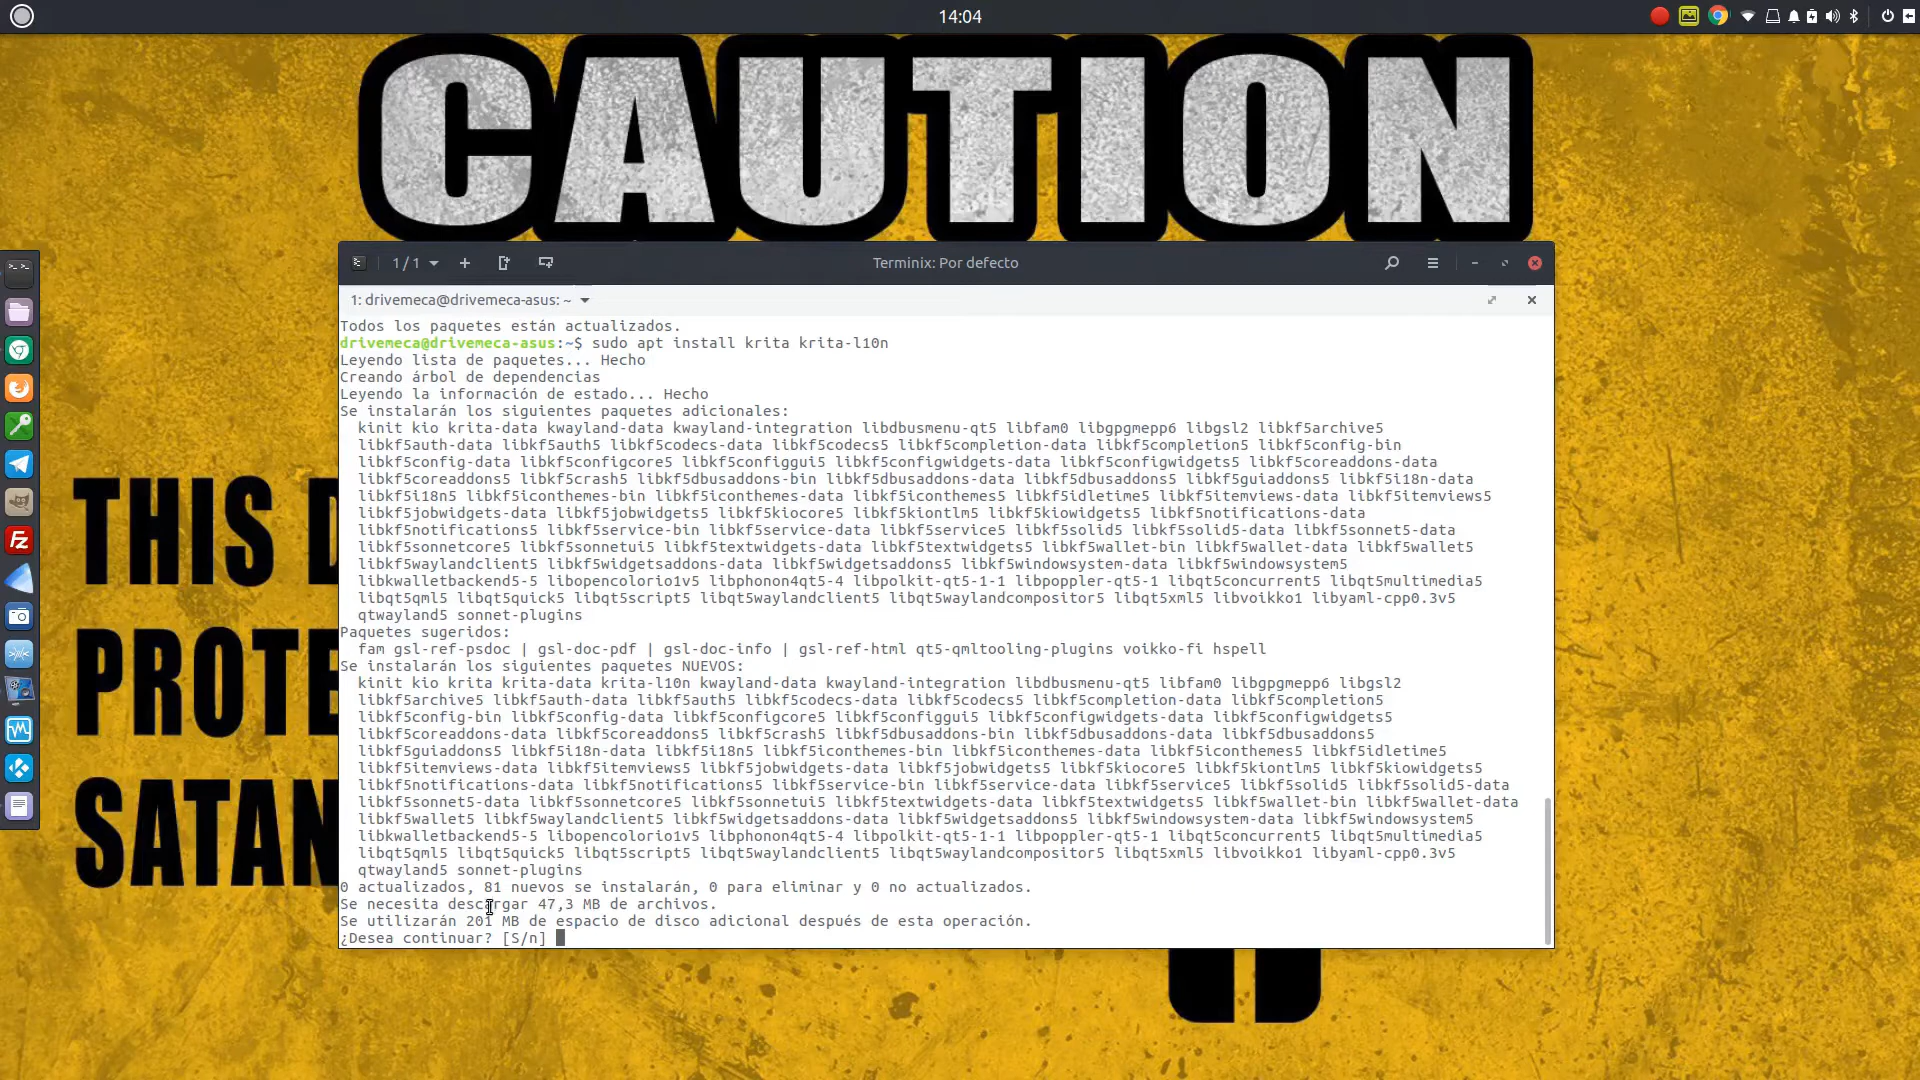 14:04
CAUTION
THIS D
PROTE
SATAN
1 / 1
Terminix: Por defecto
1: drivemeca@drivemeca-asus: ~
Todos los paquetes están actualizados.
drivemeca@drivemeca-asus:~$ sudo apt install krita krita-l10n
Leyendo lista de paquetes... Hecho
Creando árbol de dependencias
Leyendo la información de estado... Hecho
Se instalarán los siguientes paquetes adicionales:
kinit kio krita-data kwayland-data kwayland-integration libdbusmenu-qt5 libfam0 libgpgmepp6 libgsl2 libkf5archive5
libkf5auth-data libkf5auth5 libkf5codecs-data libkf5codecs5 libkf5completion-data libkf5completion5 libkf5config-bin
libkf5config-data libkf5configcore5 libkf5configgui5 libkf5configwidgets-data libkf5configwidgets5 libkf5coreaddons-data
libkf5coreaddons5 libkf5crash5 libkf5dbusaddons-bin libkf5dbusaddons-data libkf5dbusaddons5 libkf5guiaddons5 libkf5i18n-data
libkf5i18n5 libkf5iconthemes-bin libkf5iconthemes-data libkf5iconthemes5 libkf5idletime5 libkf5itemviews-data libkf5itemviews5
libkf5jobwidgets-data libkf5jobwidgets5 libkf5kiocore5 libkf5kiontlm5 libkf5kiowidgets5 libkf5notifications-data
libkf5notifications5 libkf5service-bin libkf5service-data libkf5service5 libkf5solid5 libkf5solid5-data libkf5sonnet5-data
libkf5sonnetcore5 libkf5sonnetui5 libkf5textwidgets-data libkf5textwidgets5 libkf5wallet-bin libkf5wallet-data libkf5wallet5
libkf5waylandclient5 libkf5widgetsaddons-data libkf5widgetsaddons5 libkf5windowsystem-data libkf5windowsystem5
libkwalletbackend5-5 libopencolorio1v5 libphonon4qt5-4 libpolkit-qt5-1-1 libpoppler-qt5-1 libqt5concurrent5 libqt5multimedia5
libqt5qml5 libqt5quick5 libqt5script5 libqt5waylandclient5 libqt5waylandcompositor5 libqt5xml5 libvoikko1 libyaml-cpp0.3v5
qtwayland5 sonnet-plugins
Paquetes sugeridos:
fam gsl-ref-psdoc | gsl-doc-pdf | gsl-doc-info | gsl-ref-html qt5-qmltooling-plugins voikko-fi hspell
Se instalarán los siguientes paquetes NUEVOS:
kinit kio krita krita-data krita-l10n kwayland-data kwayland-integration libdbusmenu-qt5 libfam0 libgpgmepp6 libgsl2
libkf5archive5 libkf5auth-data libkf5auth5 libkf5codecs-data libkf5codecs5 libkf5completion-data libkf5completion5
libkf5config-bin libkf5config-data libkf5configcore5 libkf5configgui5 libkf5configwidgets-data libkf5configwidgets5
libkf5coreaddons-data libkf5coreaddons5 libkf5crash5 libkf5dbusaddons-bin libkf5dbusaddons-data libkf5dbusaddons5
libkf5guiaddons5 libkf5i18n-data libkf5i18n5 libkf5iconthemes-bin libkf5iconthemes-data libkf5iconthemes5 libkf5idletime5
libkf5itemviews-data libkf5itemviews5 libkf5jobwidgets-data libkf5jobwidgets5 libkf5kiocore5 libkf5kiontlm5 libkf5kiowidgets5
libkf5notifications-data libkf5notifications5 libkf5service-bin libkf5service-data libkf5service5 libkf5solid5 libkf5solid5-data
libkf5sonnet5-data libkf5sonnetcore5 libkf5sonnetui5 libkf5textwidgets-data libkf5textwidgets5 libkf5wallet-bin libkf5wallet-data
libkf5wallet5 libkf5waylandclient5 libkf5widgetsaddons-data libkf5widgetsaddons5 libkf5windowsystem-data libkf5windowsystem5
libkwalletbackend5-5 libopencolorio1v5 libphonon4qt5-4 libpolkit-qt5-1-1 libpoppler-qt5-1 libqt5concurrent5 libqt5multimedia5
libqt5qml5 libqt5quick5 libqt5script5 libqt5waylandclient5 libqt5waylandcompositor5 libqt5xml5 libvoikko1 libyaml-cpp0.3v5
qtwayland5 sonnet-plugins
0 actualizados, 81 nuevos se instalarán, 0 para eliminar y 0 no actualizados.
Se necesita descargar 47,3 MB de archivos.
Se utilizarán 201 MB de espacio de disco adicional después de esta operación.
¿Desea continuar? [S/n]